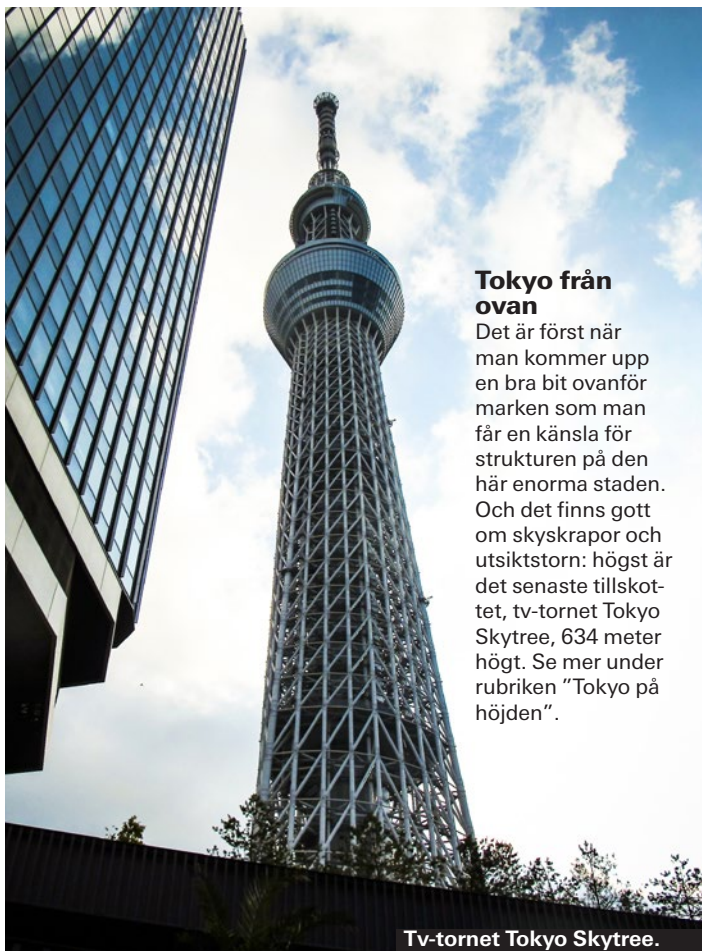 Tokyo från
ovan
Det är först när
man kommer upp
en bra bit ovanför
marken som man
får en känsla för
strukturen på den
här enorma staden.
Och det finns gott
om skyskrapor och
utsiktstorn: högst är
det senaste tillskot-
tet, tv-tornet Tokyo
Skytree, 634 meter
högt. Se mer under
rubriken ”Tokyo på
höjden”.
Tv-tornet Tokyo Skytree.